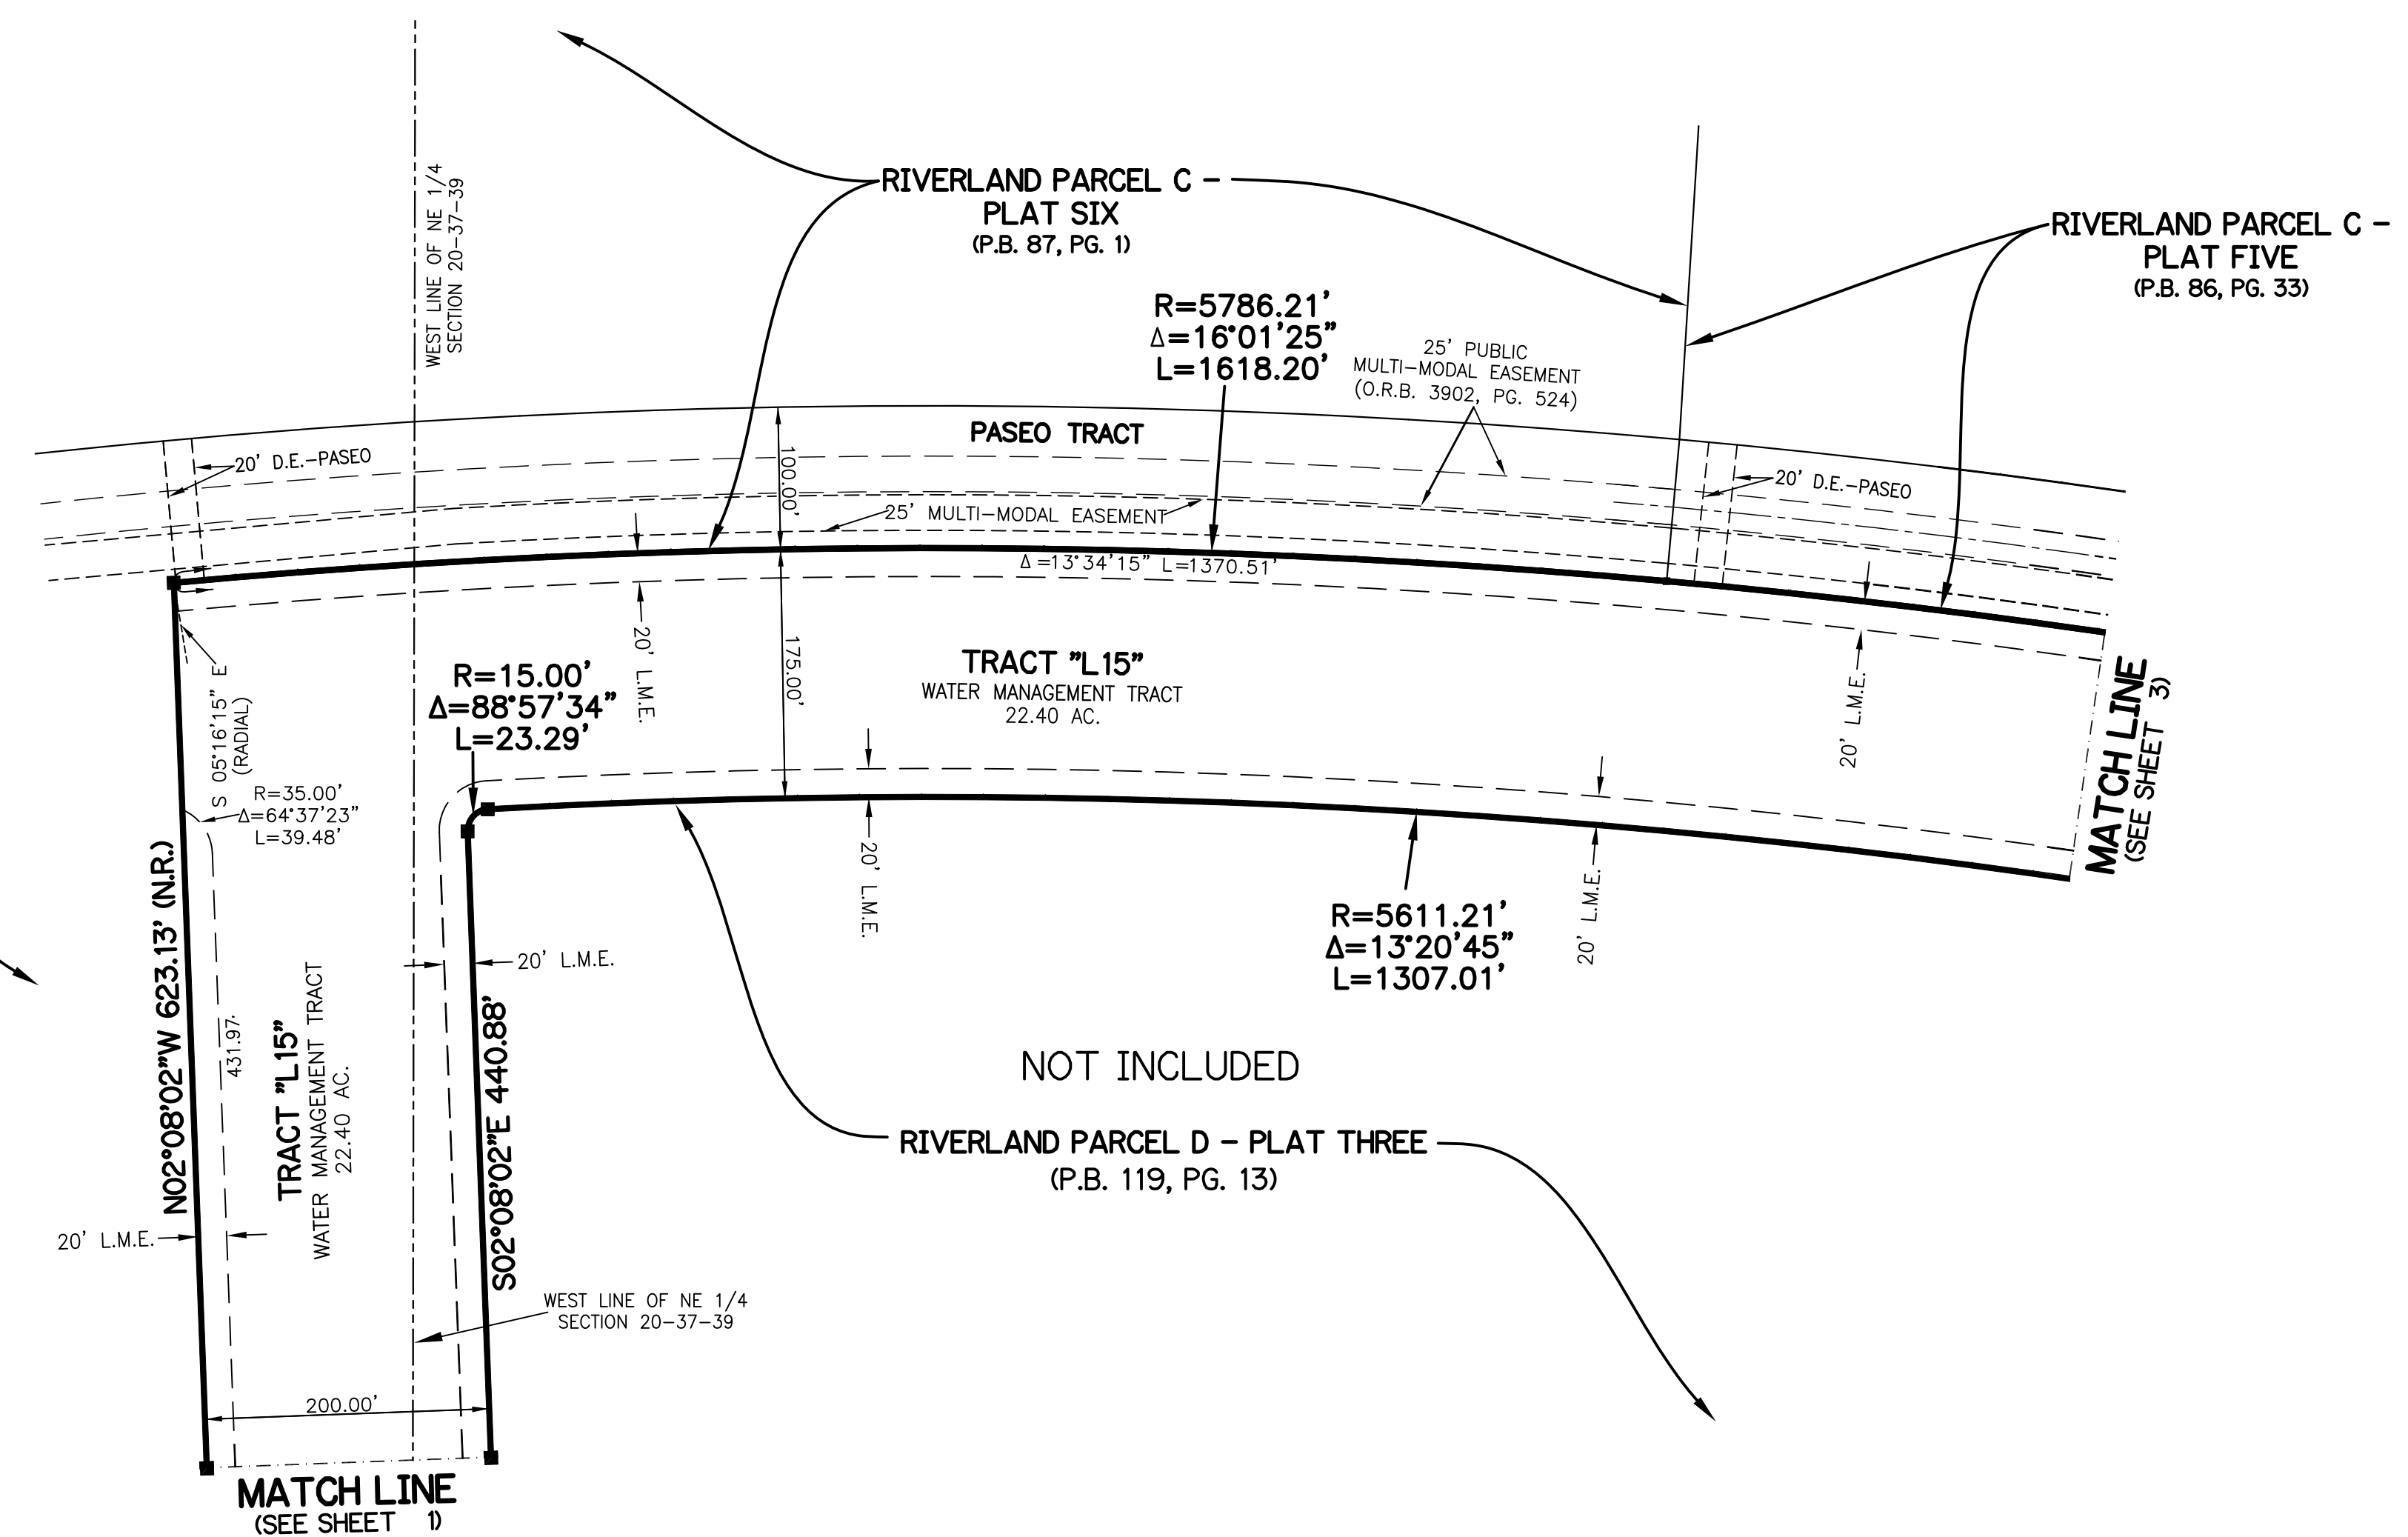 WEST LINE OF NE 1/4
SECTION 20-37-39
RIVERLAND PARCEL C -
PLAT SIX
(P.B. 87, PG. 1)
RIVERLAND PARCEL C -
PLAT FIVE
(P.B. 86, PG. 33)
R=5786.21'
Δ=16°01'25"
L=1618.20'
25' PUBLIC
MULTI-MODAL EASEMENT
(O.R.B. 3902, PG. 524)
PASEO TRACT
20' D.E.-PASEO
100.00'
20' D.E.-PASEO
25' MULTI-MODAL EASEMENT
Δ=13°34'15" L=1370.51'
20' L.M.E.
175.00'
TRACT "L15"
WATER MANAGEMENT TRACT
22.40 AC.
20' L.M.E.
MATCH LINE
(SEE SHEET 3)
S 05°16'15" E
(RADIAL)
R=15.00'
Δ=88°57'34"
L=23.29'
R=35.00'
Δ=64°37'23"
L=39.48'
20' L.M.E.
20' L.M.E.
R=5611.21'
Δ=13°20'45"
L=1307.01'
N02°08'02"W 623.13' (N.R.)
431.97'
TRACT "L15"
WATER MANAGEMENT TRACT
22.40 AC.
20' L.M.E.
S02°08'02"E 440.88'
NOT INCLUDED
RIVERLAND PARCEL D - PLAT THREE
(P.B. 119, PG. 13)
20' L.M.E.
WEST LINE OF NE 1/4
SECTION 20-37-39
200.00'
MATCH LINE
(SEE SHEET 1)